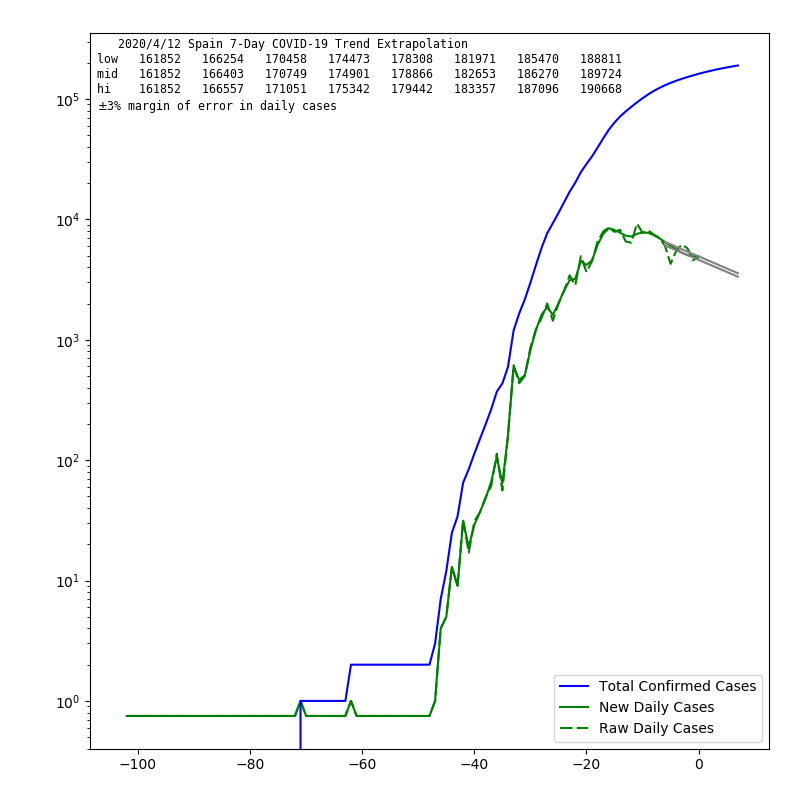 2020/4/12 Spain 7-Day COVID-19 Trend Extrapolation
low 161852 166254 170458 174473 178308 181971 185470 188811
mid 161852 166403 170749 174901 178866 182653 186270 189724
hi 161852 166557 171051 175342 179442 183357 187096 190668
±3% margin of error in daily cases
10⁵
10⁴
10³
10²
10¹
10⁰
Total Confirmed Cases
New Daily Cases
Raw Daily Cases
−100 −80 −60 −40 −20 0